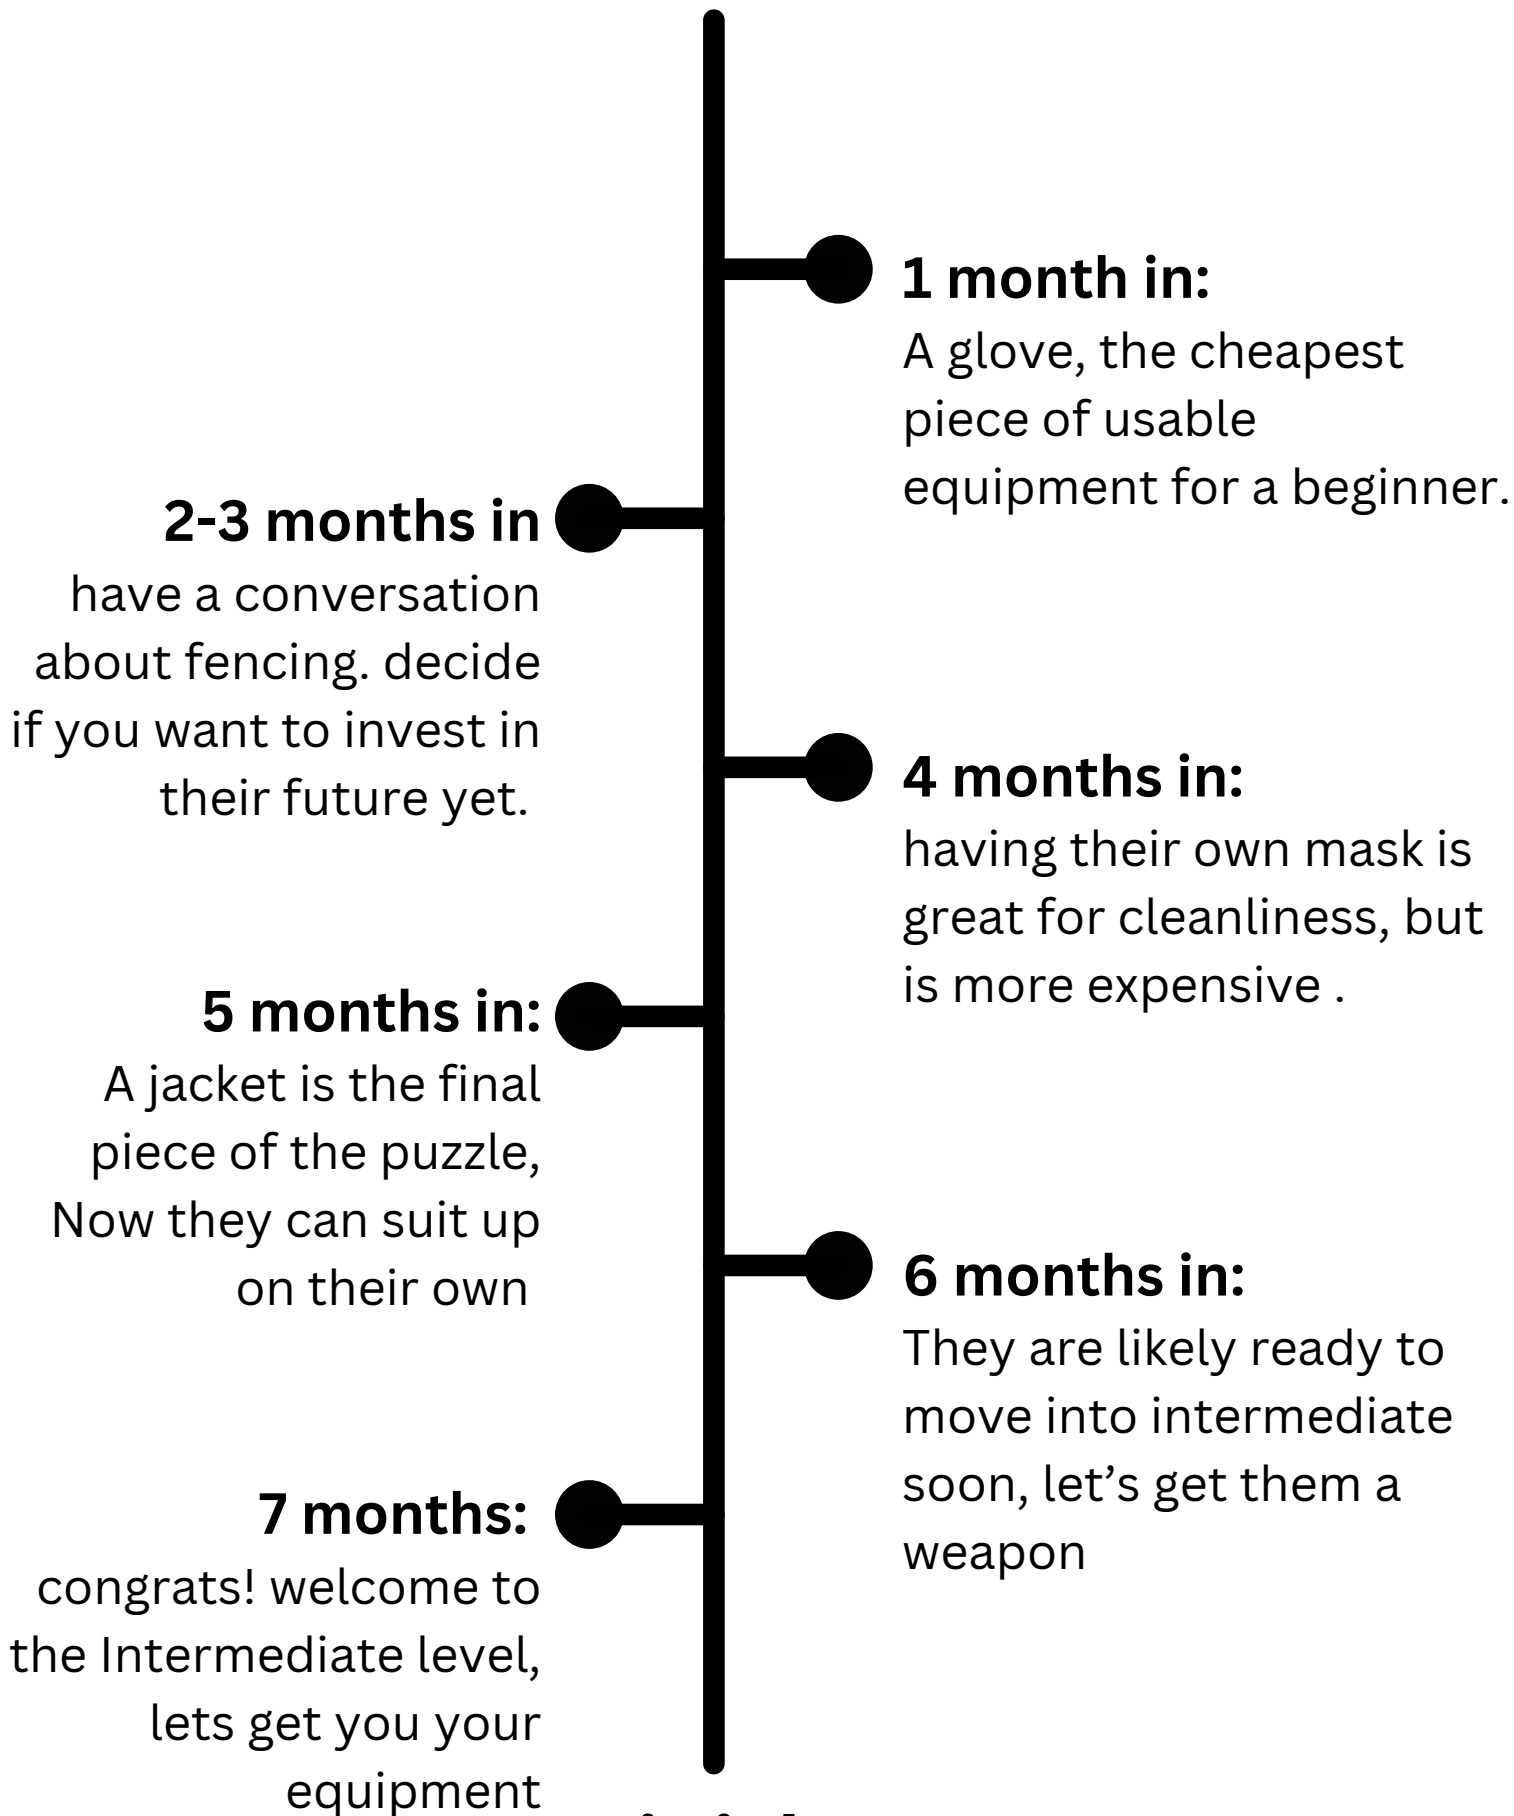 1 month in:
A glove, the cheapest
piece of usable
equipment for a beginner.
2-3 months in
have a conversation
about fencing. decide
if you want to invest in
their future yet.
4 months in:
having their own mask is
great for cleanliness, but
is more expensive .
5 months in:
A jacket is the final
piece of the puzzle,
Now they can suit up
on their own
6 months in:
They are likely ready to
move into intermediate
soon, let’s get them a
weapon
7 months:
congrats! welcome to
the Intermediate level,
lets get you your
equipment